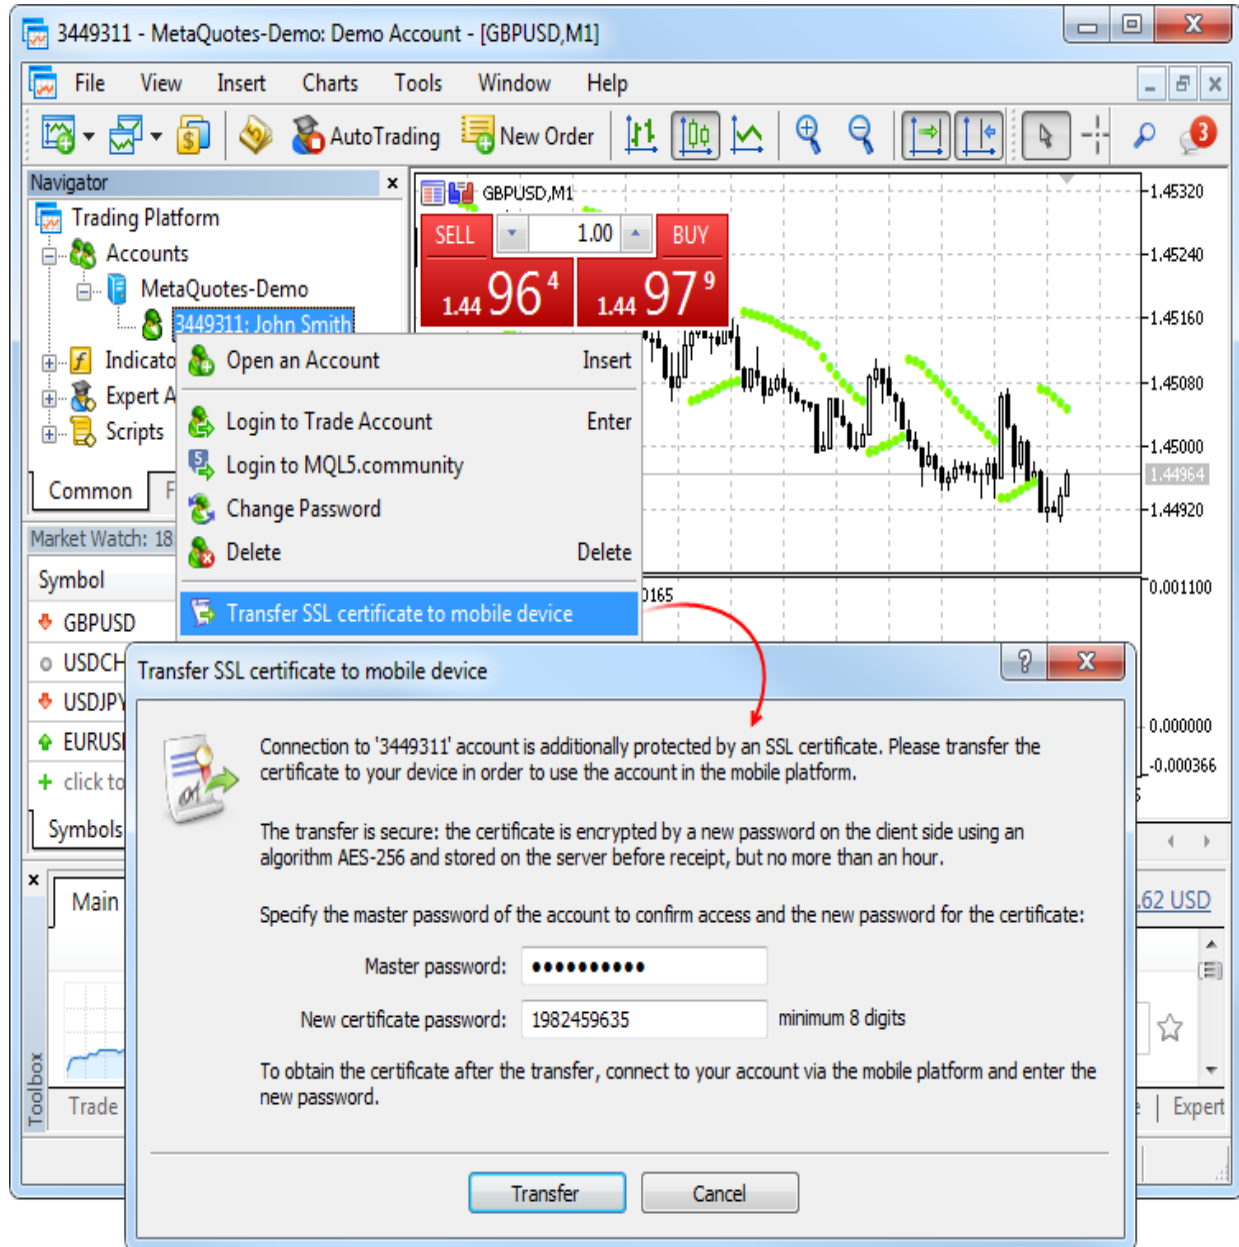 3449311 - MetaQuotes-Demo: Demo Account - [GBPUSD,M1]
File View Insert Charts Tools Window Help
AutoTrading New Order 3
Navigator
Trading Platform
Accounts
MetaQuotes-Demo
3449311: John Smith
Indicato
Expert A
Scripts
Common F
GBPUSD,M1
SELL 1.00 BUY
1.44 96 4 1.44 97 9
1.45320
1.45240
1.45160
1.45080
1.45000
1.44964
1.44920
Open an Account Insert
Login to Trade Account Enter
Login to MQL5.community
Change Password
Delete Delete
Transfer SSL certificate to mobile device
Market Watch: 18
Symbol
GBPUSD
USDCH
USDJPY
EURUS
click to
Symbols
0165
0.001100
0.000000
-0.000366
Transfer SSL certificate to mobile device
Connection to '3449311' account is additionally protected by an SSL certificate. Please transfer the
certificate to your device in order to use the account in the mobile platform.
The transfer is secure: the certificate is encrypted by a new password on the client side using an
algorithm AES-256 and stored on the server before receipt, but no more than an hour.
Specify the master password of the account to confirm access and the new password for the certificate:
Master password: ●●●●●●●●●●
New certificate password: 1982459635 minimum 8 digits
To obtain the certificate after the transfer, connect to your account via the mobile platform and enter the
new password.
Transfer Cancel
Main
.62 USD
Toolbox
Trade
Expert